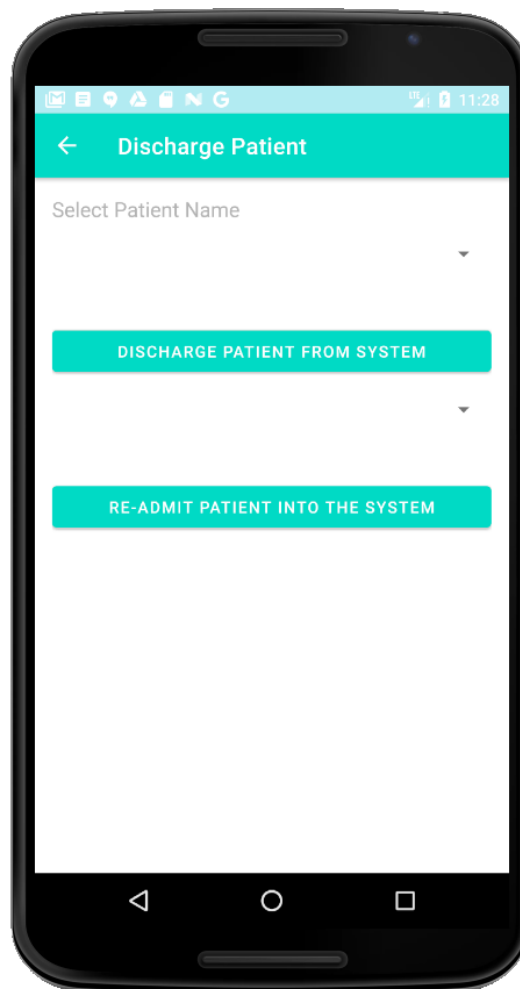 11:28
Discharge Patient
Select Patient Name
DISCHARGE PATIENT FROM SYSTEM
RE-ADMIT PATIENT INTO THE SYSTEM